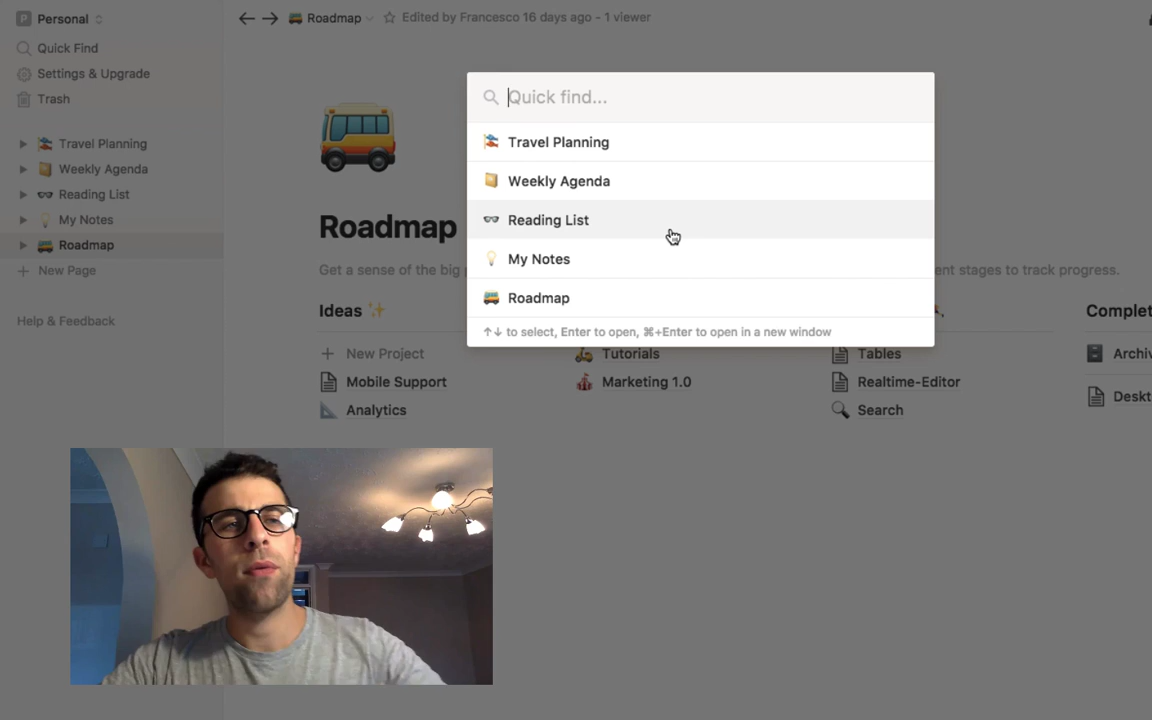 P Personal
Quick Find
Settings & Upgrade
Trash
Travel Planning
Weekly Agenda
Reading List
My Notes
Roadmap
New Page
Help & Feedback
Roadmap
Edited by Francesco 16 days ago - 1 viewer
Quick find...
Travel Planning
Weekly Agenda
Reading List
My Notes
Roadmap
↑↓ to select, Enter to open, ⌘+Enter to open in a new window
Roadmap
Get a sense of the big
ent stages to track progress.
Ideas ✨
New Project
Mobile Support
Analytics
Tutorials
Marketing 1.0
Tables
Realtime-Editor
Search
Complet
Archiv
Deskt